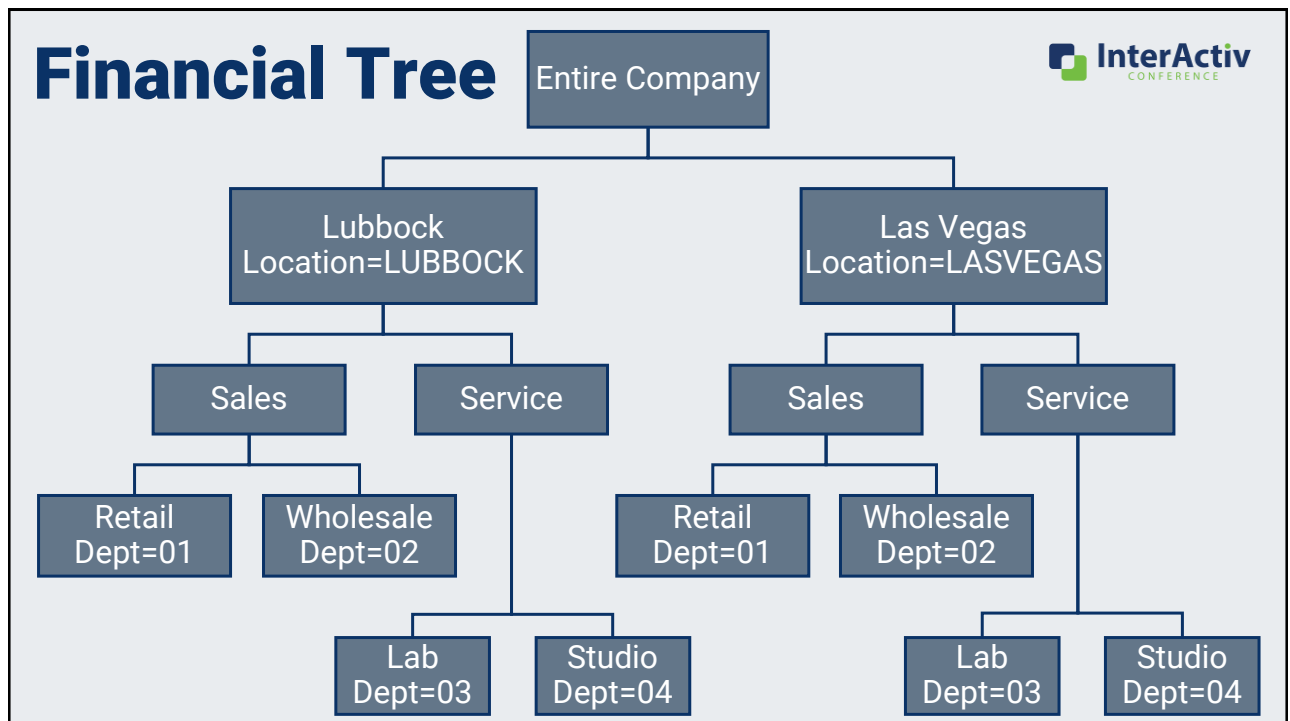 Financial Tree
Entire Company
InterActiv
CONFERENCE
Lubbock
Location=LUBBOCK
Las Vegas
Location=LASVEGAS
Sales
Service
Sales
Service
Retail
Dept=01
Wholesale
Dept=02
Retail
Dept=01
Wholesale
Dept=02
Lab
Dept=03
Studio
Dept=04
Lab
Dept=03
Studio
Dept=04